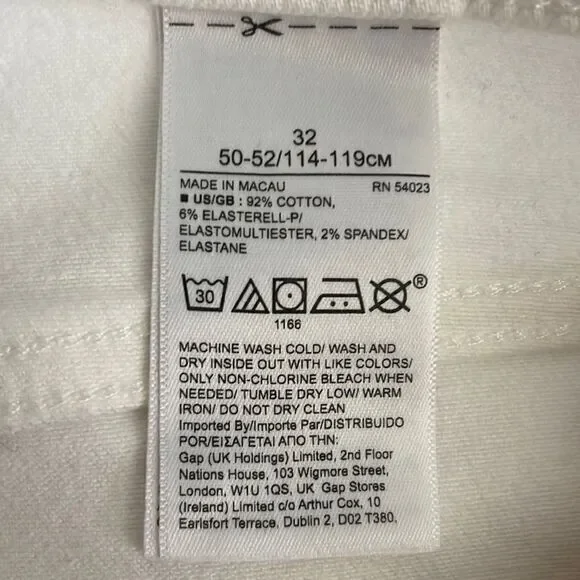 32
50-52/114-119CM
MADE IN MACAU RN 54023
■ US/GB : 92% COTTON,
6% ELASTERELL-P/
ELASTOMULTIESTER, 2% SPANDEX/
ELASTANE
30
®
1166
MACHINE WASH COLD/ WASH AND
DRY INSIDE OUT WITH LIKE COLORS/
ONLY NON-CHLORINE BLEACH WHEN
NEEDED/ TUMBLE DRY LOW/ WARM
IRON/ DO NOT DRY CLEAN
Imported By/Importe Par/DISTRIBUIDO
POR/ΕΙΣΑΓΕΤΑΙ ΑΠΟ ΤΗΝ:
Gap (UK Holdings) Limited, 2nd Floor
Nations House, 103 Wigmore Street,
London, W1U 1QS, UK Gap Stores
(Ireland) Limited c/o Arthur Cox, 10
Earlsfort Terrace, Dublin 2, D02 T380,